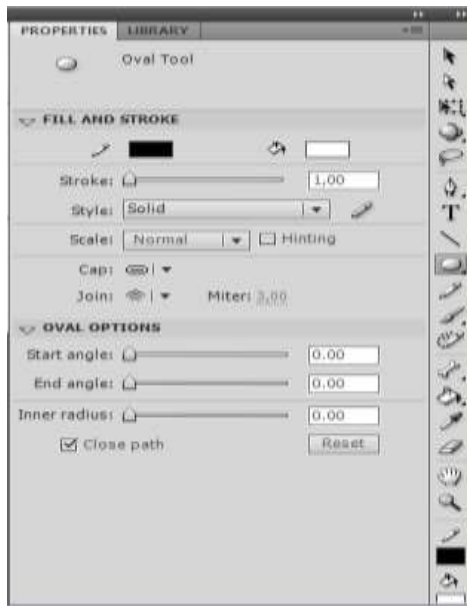 PROPERTIES LIBRARY
Oval Tool
FILL AND STROKE
Stroke: 1,00
Style: Solid
Scale: Normal Hinting
Cap:
Join: Miter: 3,00
OVAL OPTIONS
Start angle: 0.00
End angle: 0.00
Inner radius: 0.00
Close path Reset
T